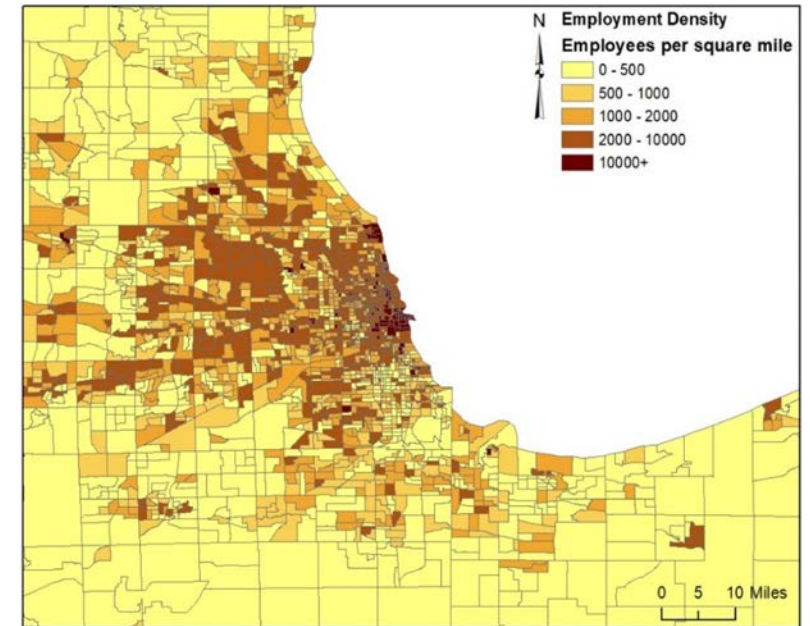 N Employment Density
Employees per square mile
0 - 500
500 - 1000
1000 - 2000
2000 - 10000
10000+
0 5 10 Miles